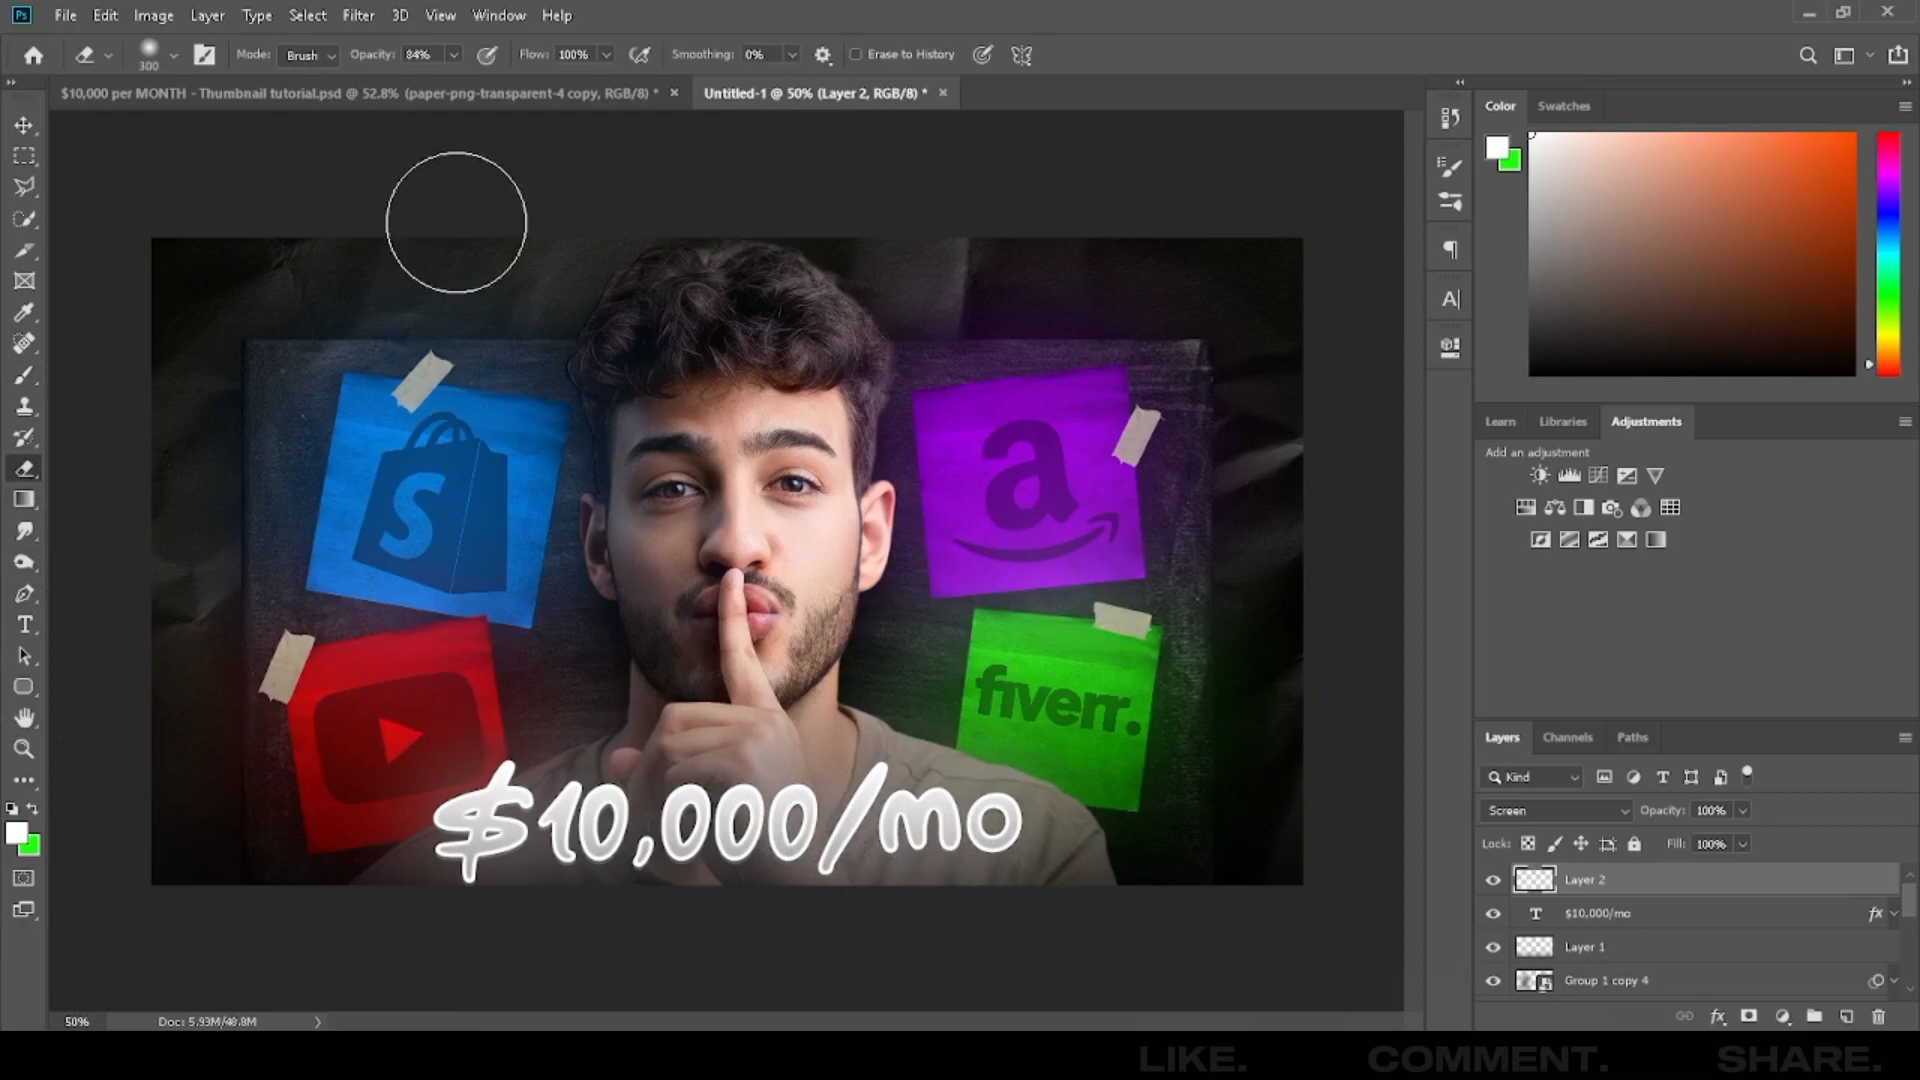 Ps File Edit Image Layer Type Select Filter 3D View Window Help
300 Mode: Brush Opacity: 84% Flow: 100% Smoothing: 0% Erase to History
$10,000 per MONTH - Thumbnail tutorial.psd @ 52.8% (paper-png-transparent-4 copy, RGB/8) * × Untitled-1 @ 50% (Layer 2, RGB/8) * ×
Color Swatches
S
a
fiverr.
$10,000/mo
Learn Libraries Adjustments
Add an adjustment
Layers Channels Paths
Kind
Screen Opacity: 100%
Lock: Fill: 100%
Layer 2
T $10,000/mo fx
Layer 1
Group 1 copy 4
fx
50% Doc: 5.93M/48.8M
LIKE. COMMENT. SHARE.